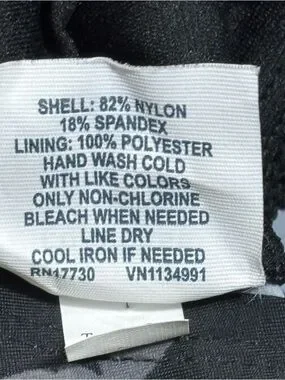 SHELL: 82% NYLON
18% SPANDEX
LINING: 100% POLYESTER
HAND WASH COLD
WITH LIKE COLORS
ONLY NON-CHLORINE
BLEACH WHEN NEEDED
LINE DRY
COOL IRON IF NEEDED
RN17730 VN1134991